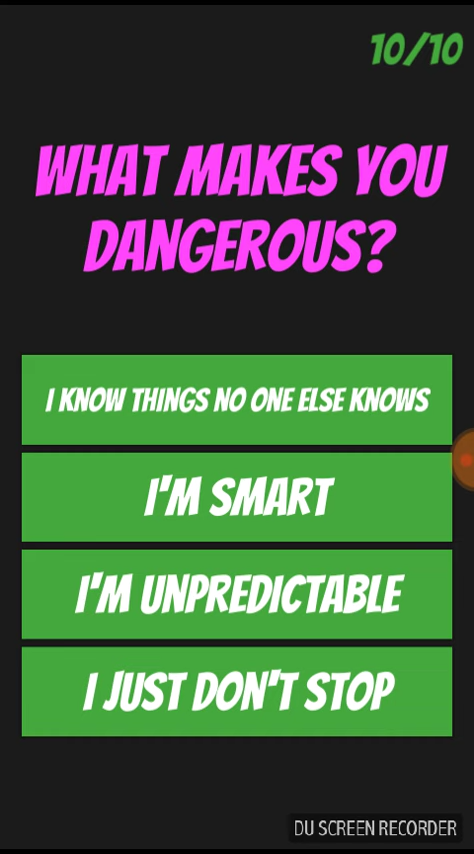 10/10
WHAT MAKES YOU
DANGEROUS?
I KNOW THINGS NO ONE ELSE KNOWS
I'M SMART
I'M UNPREDICTABLE
I JUST DON'T STOP
DU SCREEN RECORDER